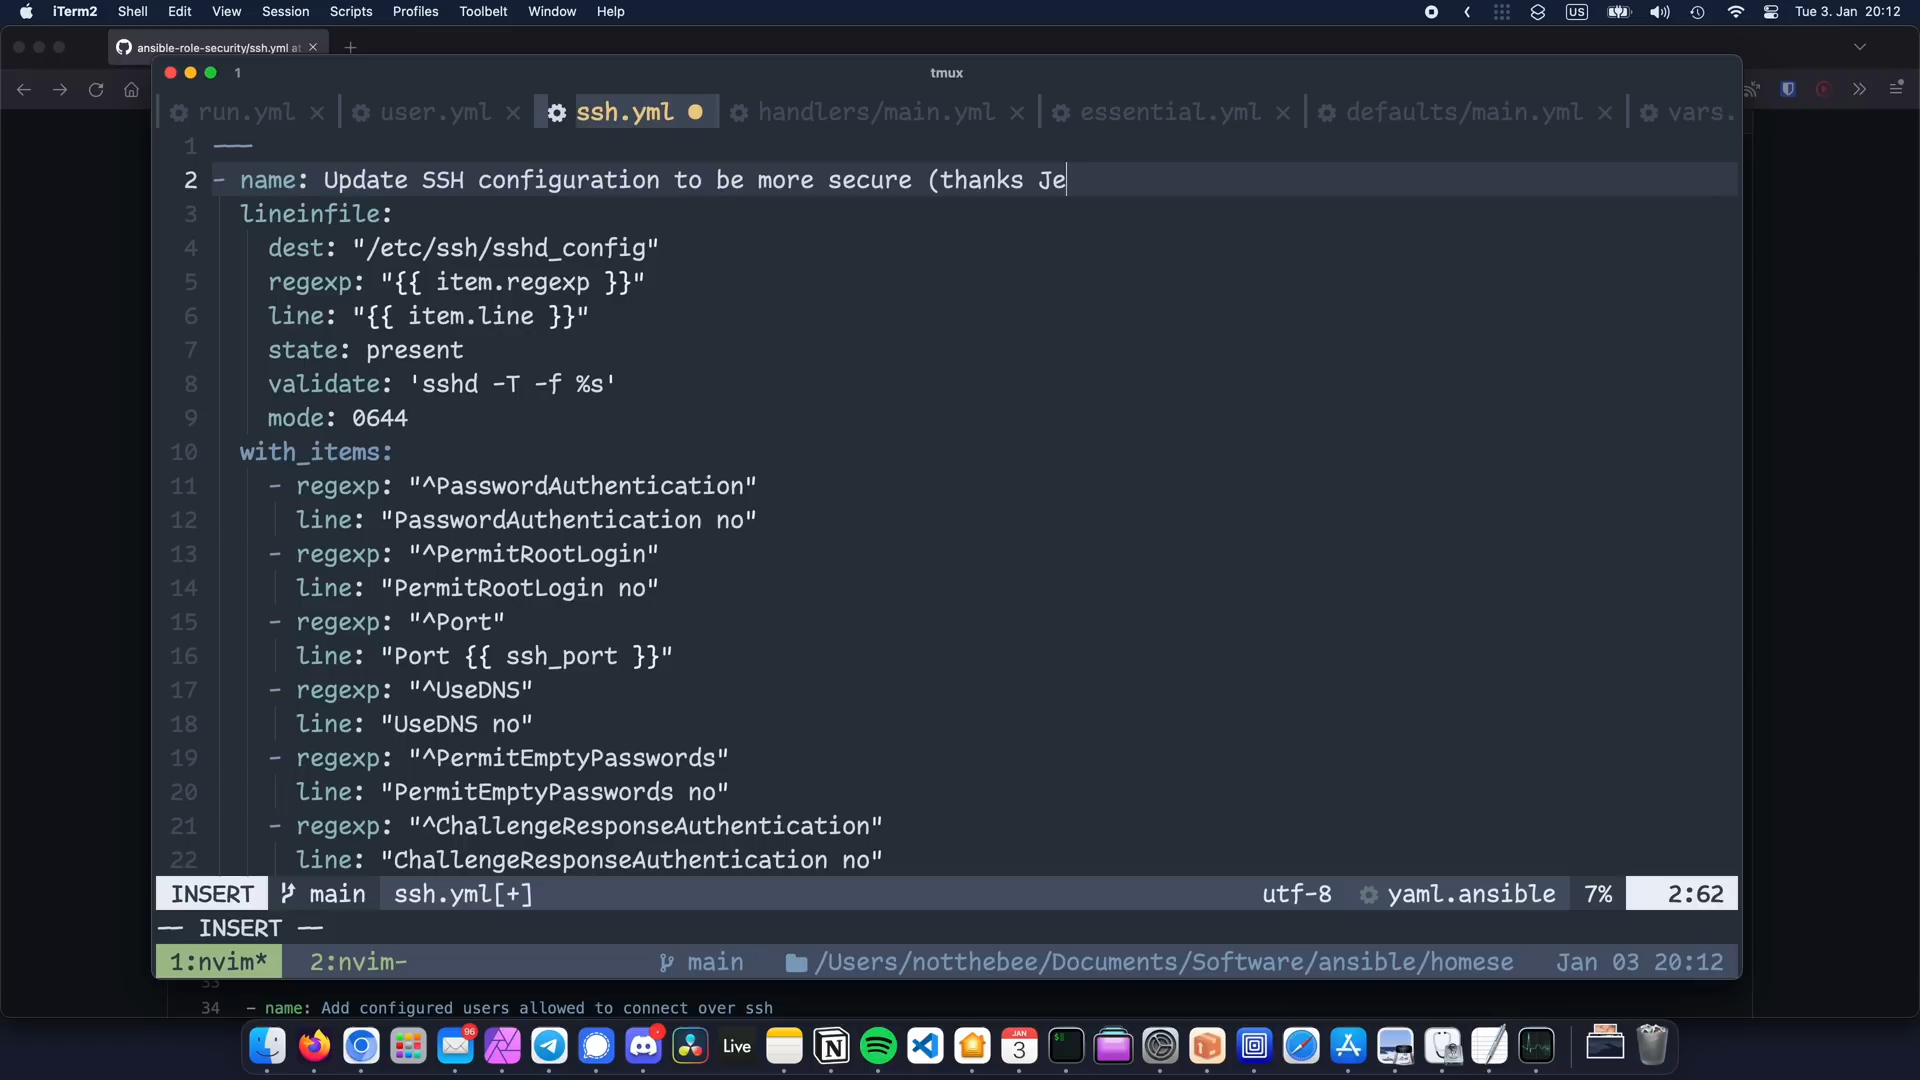 iTerm2 Shell Edit View Session Scripts Profiles Toolbelt Window Help US Tue 3. Jan 20:12
ansible-role-security/ssh.yml at
1 tmux
run.yml user.yml ssh.yml handlers/main.yml essential.yml defaults/main.yml vars.
1 ---
2 - name: Update SSH configuration to be more secure (thanks Je
3 lineinfile:
4 dest: "/etc/ssh/sshd_config"
5 regexp: "{{ item.regexp }}"
6 line: "{{ item.line }}"
7 state: present
8 validate: 'sshd -T -f %s'
9 mode: 0644
10 with_items:
11 - regexp: "^PasswordAuthentication"
12 line: "PasswordAuthentication no"
13 - regexp: "^PermitRootLogin"
14 line: "PermitRootLogin no"
15 - regexp: "^Port"
16 line: "Port {{ ssh_port }}"
17 - regexp: "^UseDNS"
18 line: "UseDNS no"
19 - regexp: "^PermitEmptyPasswords"
20 line: "PermitEmptyPasswords no"
21 - regexp: "^ChallengeResponseAuthentication"
22 line: "ChallengeResponseAuthentication no"
INSERT main ssh.yml[+] utf-8 yaml.ansible 7% 2:62
-- INSERT --
1:nvim* 2:nvim- main /Users/notthebee/Documents/Software/ansible/homese Jan 03 20:12
33
34 - name: Add configured users allowed to connect over ssh
96 Live JAN 3